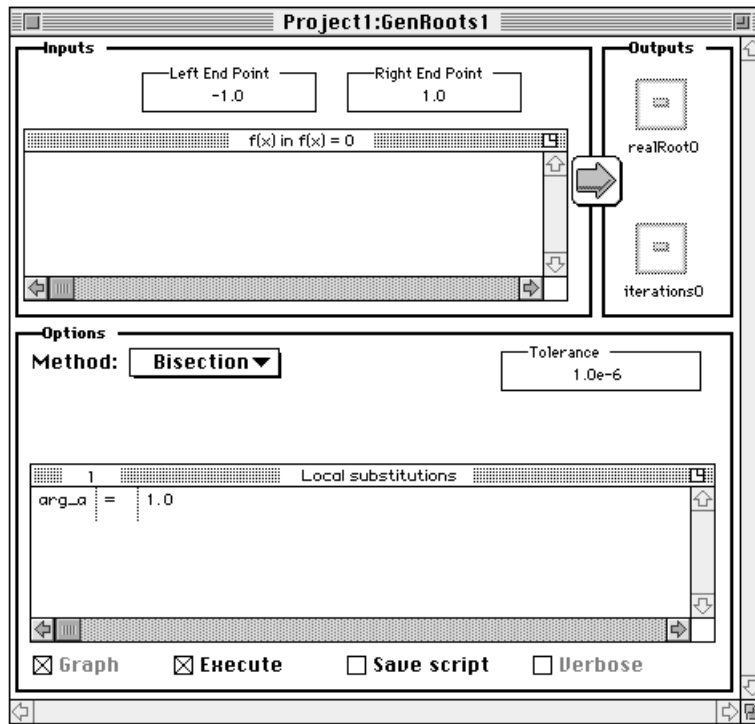 Project1:GenRoots1
Inputs
Outputs
Left End Point
-1.0
Right End Point
1.0
f(x) in f(x) = 0
realRoot0
iterations0
Options
Method: Bisection
Tolerance
1.0e-6
1 Local substitutions
arg_a = 1.0
Graph Execute Save script Verbose